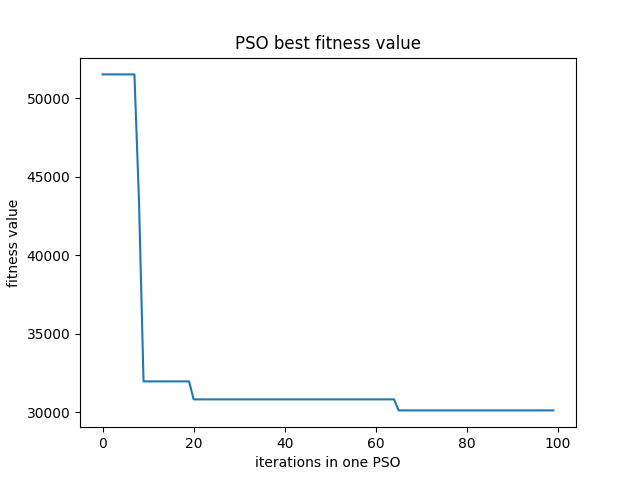 PSO best fitness value
50000
45000
40000
35000
30000
fitness value
0 20 40 60 80 100
iterations in one PSO